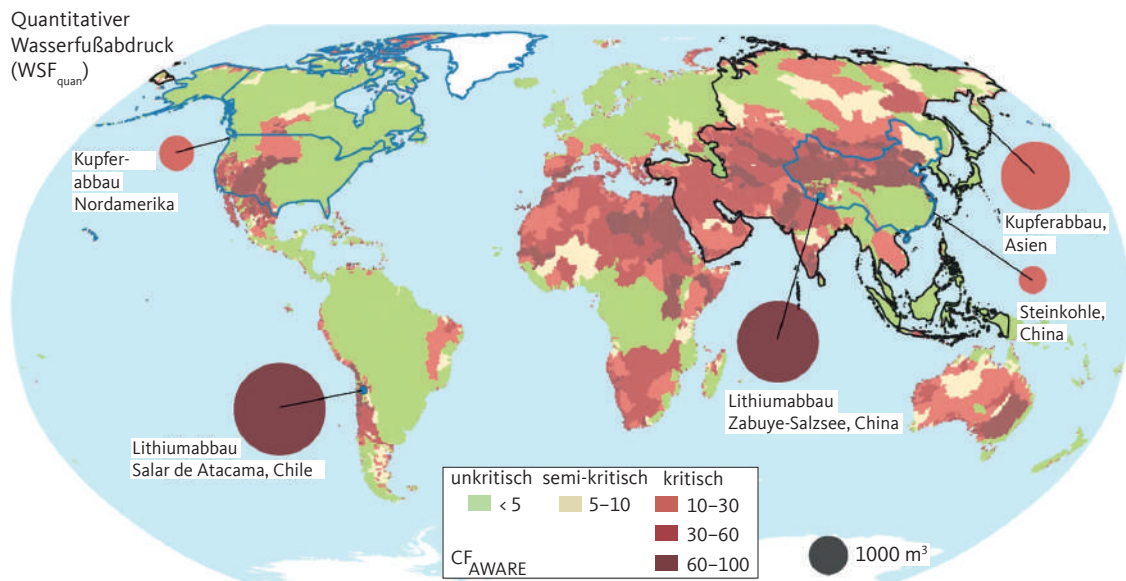 Quantitativer
Wasserfußabdruck
(WSFquan)
Kupfer-
abbau
Nordamerika
Kupferabbau,
Asien
Steinkohle,
China
Lithiumabbau
Zabuye-Salzsee, China
Lithiumabbau
Salar de Atacama, Chile
unkritisch semi-kritisch kritisch
< 5 5–10 10–30
30–60
CFAWARE 60–100
1000 m³